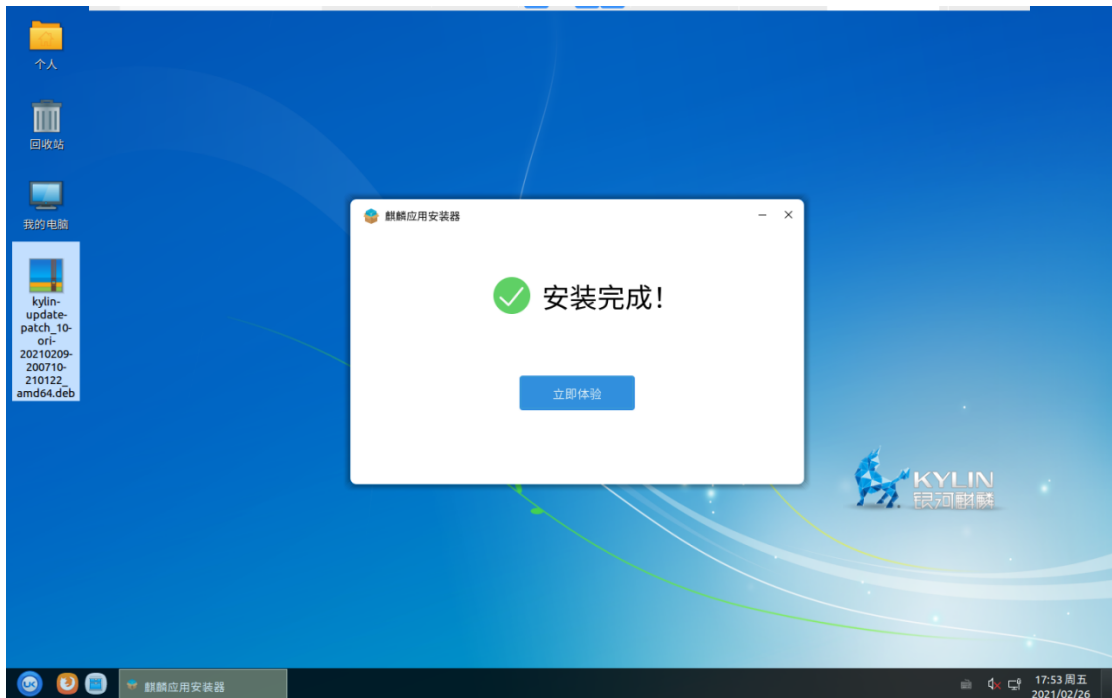 个人
回收站
我的电脑
kylin-
update-
patch_10-
ori-
20210209-
200710-
210122_
amd64.deb
麒麟应用安装器
安装完成！
立即体验
KYLIN
银河麒麟
麒麟应用安装器
17:53 周五
2021/02/26